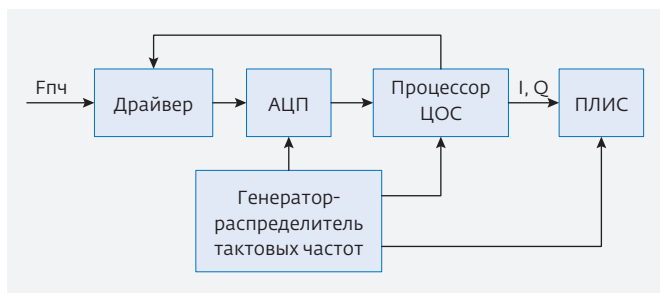 Fпч
Драйвер
АЦП
Процессор
ЦОС
I, Q
ПЛИС
Генератор-
распределитель
тактовых частот